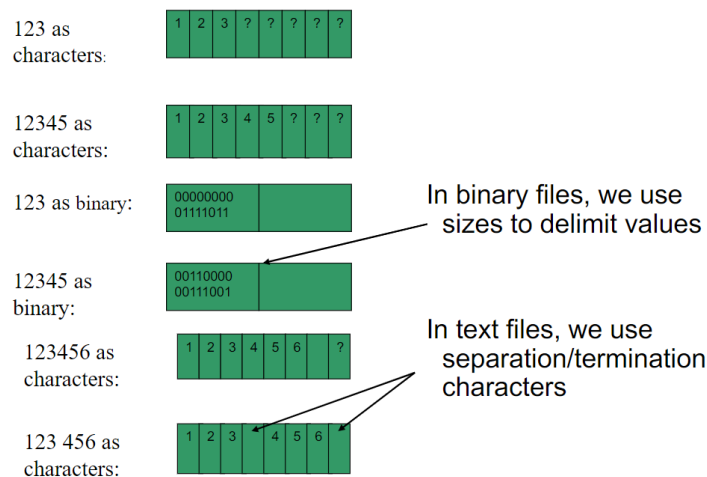 123 as
characters:
1 2 3 ? ? ? ? ?
12345 as
characters:
1 2 3 4 5 ? ? ?
123 as binary:
00000000
01111011
In binary files, we use
sizes to delimit values
12345 as
binary:
00110000
00111001
In text files, we use
separation/termination
characters
123456 as
characters:
1 2 3 4 5 6 ?
123 456 as
characters:
1 2 3 4 5 6